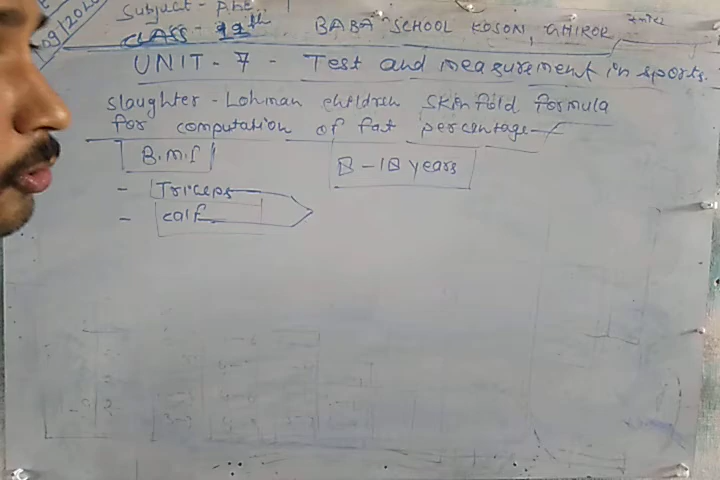 Subject - Phe
CLASS - 12th BABA SCHOOL KOSON, GHIROR
UNIT - 7 - Test and measurement in sports.
Slaughter - Lohman children skinfold formula
for computation of fat percentage -
B.M.I
8 - 18 years
- Triceps
- calf